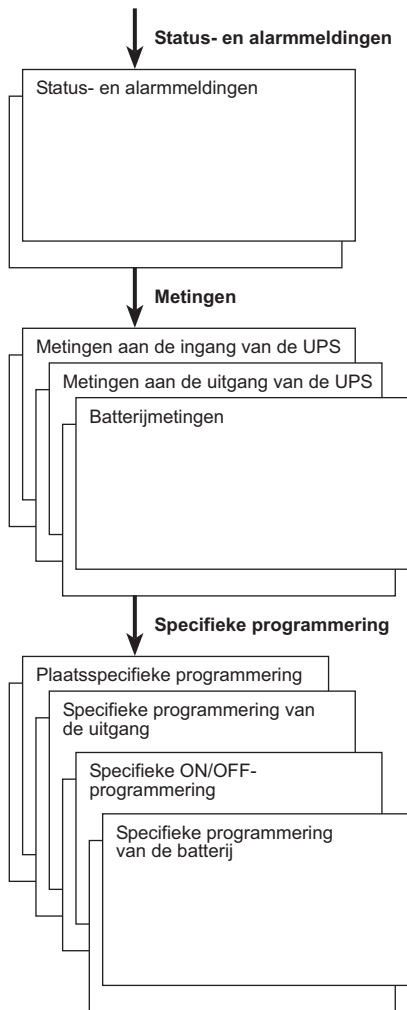 Status- en alarmmeldingen
Status- en alarmmeldingen
Metingen
Metingen aan de ingang van de UPS
Metingen aan de uitgang van de UPS
Batterijmetingen
Specifieke programmering
Plaatsspecifieke programmering
Specifieke programmering van
de uitgang
Specifieke ON/OFF-
programmering
Specifieke programmering
van de batterij